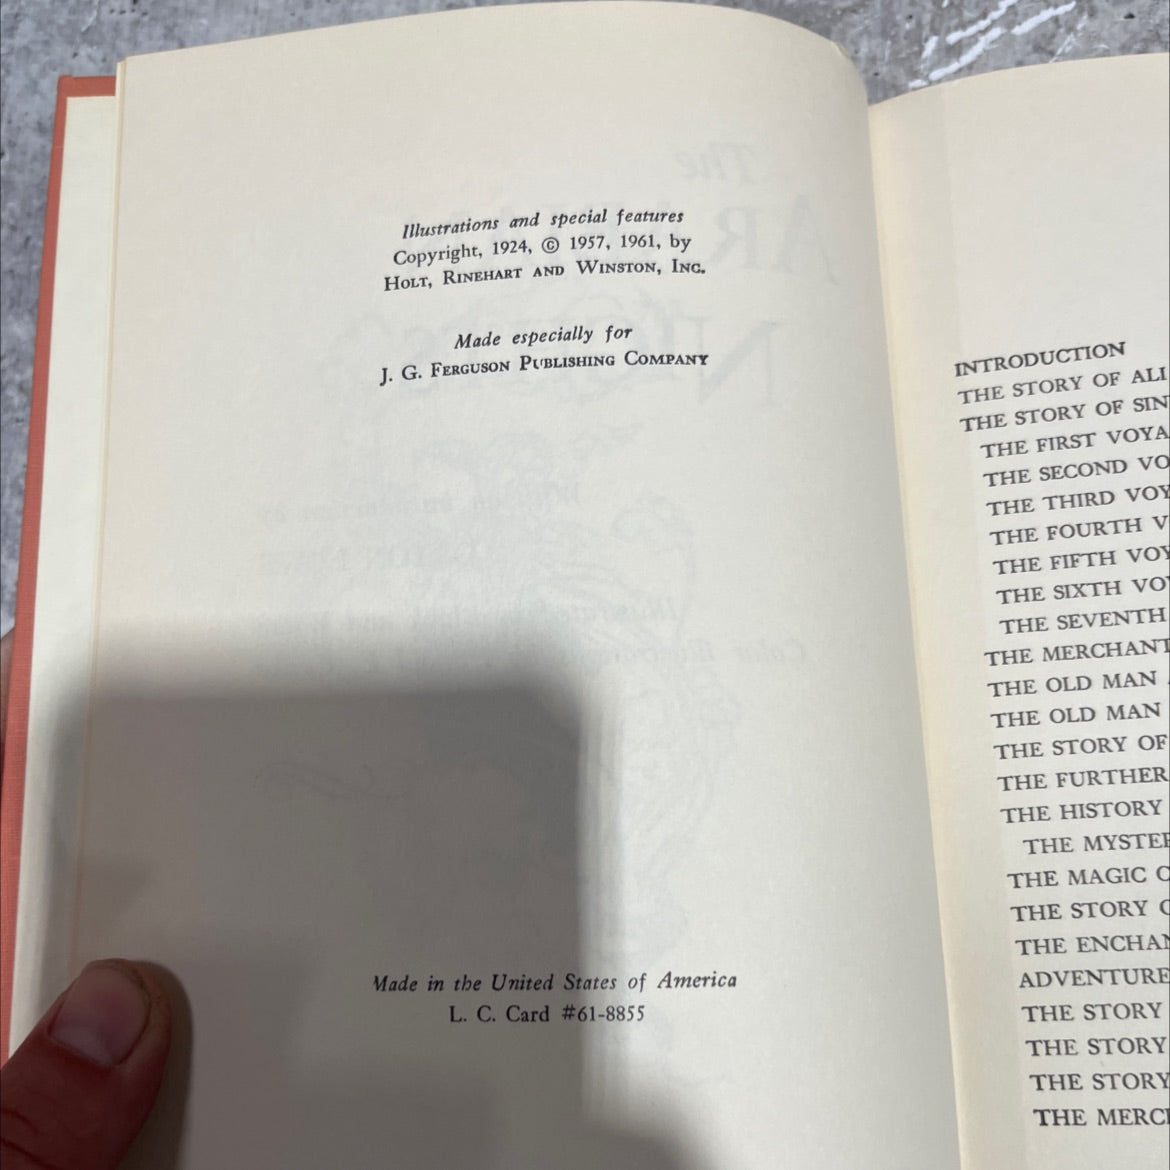 Illustrations and special features
Copyright, 1924, © 1957, 1961, by
HOLT, RINEHART AND WINSTON, INC.
Made especially for
J. G. FERGUSON PUBLISHING COMPANY
Made in the United States of America
L. C. Card #61-8855
INTRODUCTION
THE STORY OF ALI
THE STORY OF SIN
THE FIRST VOYA
THE SECOND VO
THE THIRD VOY
THE FOURTH V
THE FIFTH VOY
THE SIXTH VOY
THE SEVENTH
THE MERCHANT
THE OLD MAN
THE OLD MAN
THE STORY OF
THE FURTHER
THE HISTORY
THE MYSTE
THE MAGIC
THE STORY
THE ENCHAN
ADVENTURE
THE STORY
THE STORY
THE STORY
THE MERC